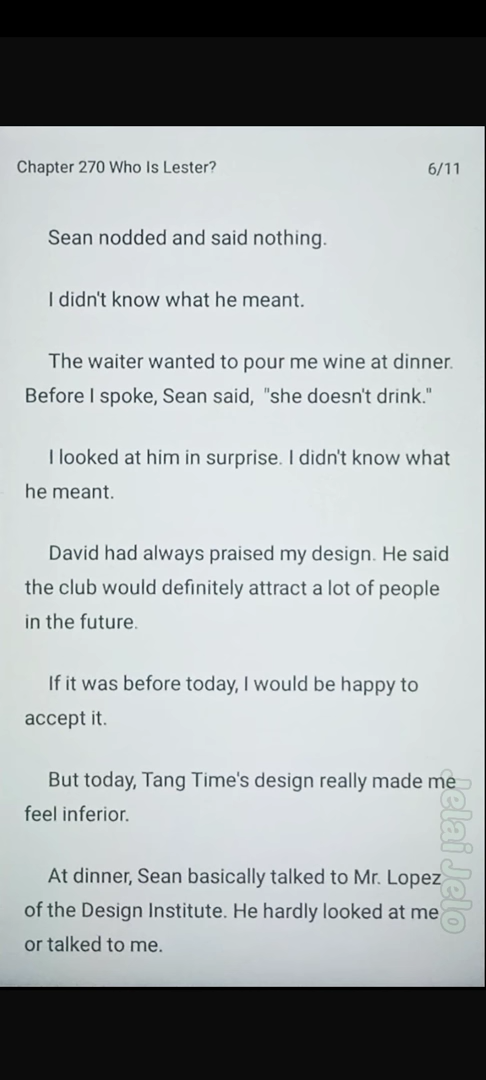 Chapter 270 Who Is Lester?
6/11
Sean nodded and said nothing.
I didn't know what he meant.
The waiter wanted to pour me wine at dinner.
Before I spoke, Sean said, "she doesn't drink."
I looked at him in surprise. I didn't know what
he meant.
David had always praised my design. He said
the club would definitely attract a lot of people
in the future.
If it was before today, I would be happy to
accept it.
But today, Tang Time's design really made me
feel inferior.
At dinner, Sean basically talked to Mr. Lopez
of the Design Institute. He hardly looked at me
or talked to me.
Jelai Jelo